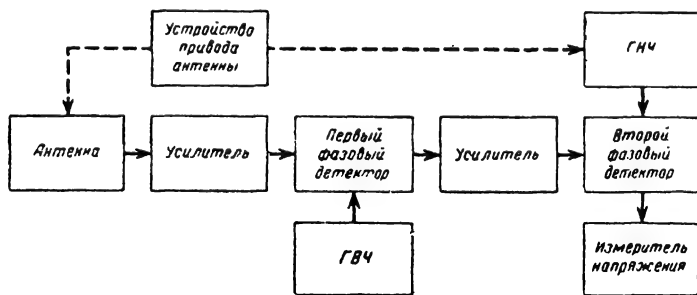 Устройство
привода
антенны
ГНЧ
Антенна
Усилитель
Первый
фазовый
детектор
Усилитель
Второй
фазовый
детектор
ГВЧ
Измеритель
напряжения